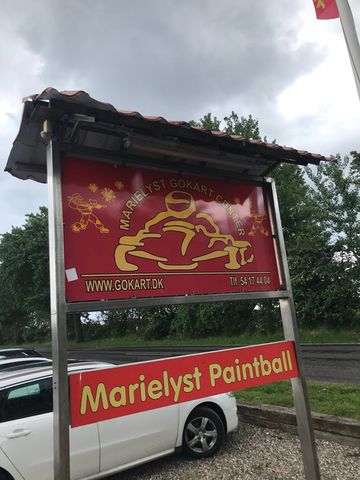 MARIELYST GOKART CENTER
WWW.GOKART.DK
Tlf. 54 17 44 04
Marielyst Paintball